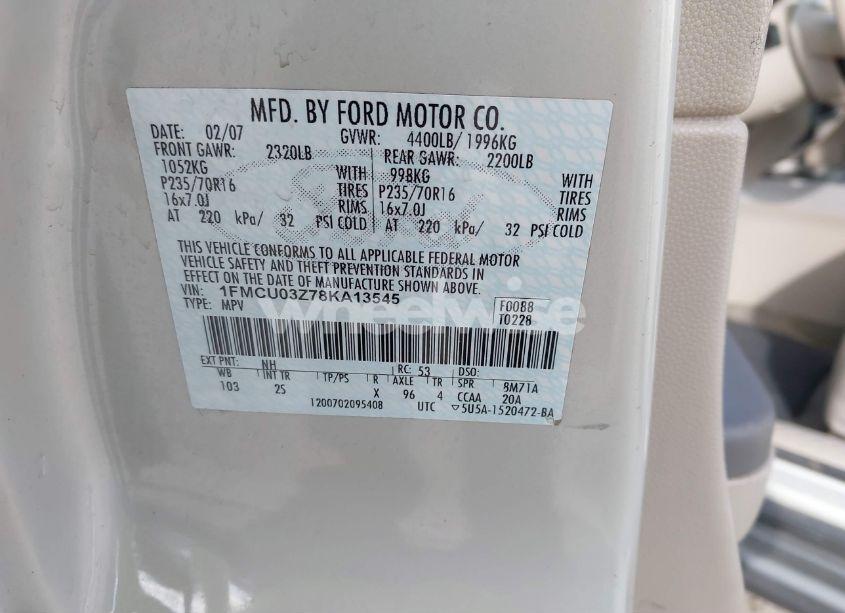 MFD. BY FORD MOTOR CO.
DATE: 02/07 GVWR: 4400LB/ 1996KG
FRONT GAWR: 2320LB REAR GAWR: 2200LB
1052KG WITH 998KG WITH
P235/70R16 TIRES P235/70R16 TIRES
16x7.0J RIMS 16x7.0J RIMS
AT 220 kPa/ 32 PSI COLD AT 220 kPa/ 32 PSI COLD
THIS VEHICLE CONFORMS TO ALL APPLICABLE FEDERAL MOTOR
VEHICLE SAFETY AND THEFT PREVENTION STANDARDS IN
EFFECT ON THE DATE OF MANUFACTURE SHOWN ABOVE.
VIN: 1FMCU03Z78KA13545 F0088
TYPE: MPV T0228
wheelwise
EXT PNT: NH RC: 53 DSO:
WB INT TR TP/PS R AXLE TR SPR BM71A
103 25 X 96 4 CCAA 20A
1200702095408 UTC ▽5U5A-1520472-BA